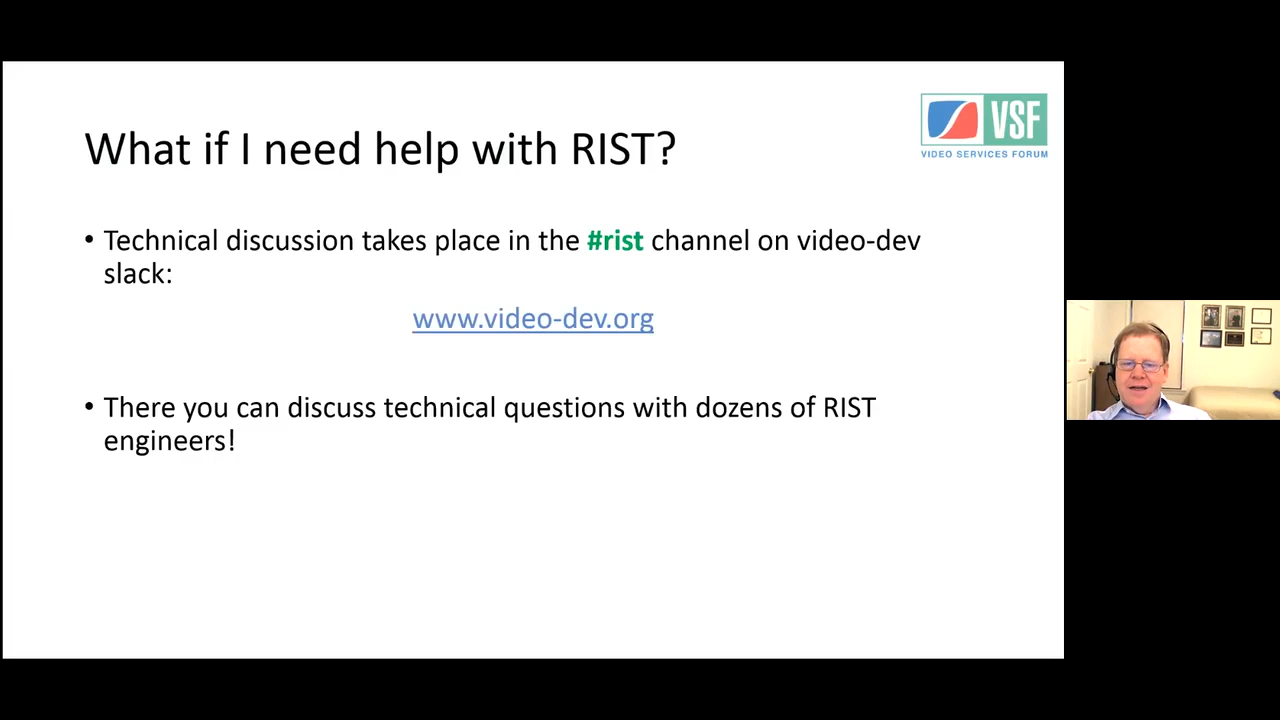 VSF
VIDEO SERVICES FORUM
What if I need help with RIST?
• Technical discussion takes place in the #rist channel on video-dev
slack:
www.video-dev.org
• There you can discuss technical questions with dozens of RIST
engineers!